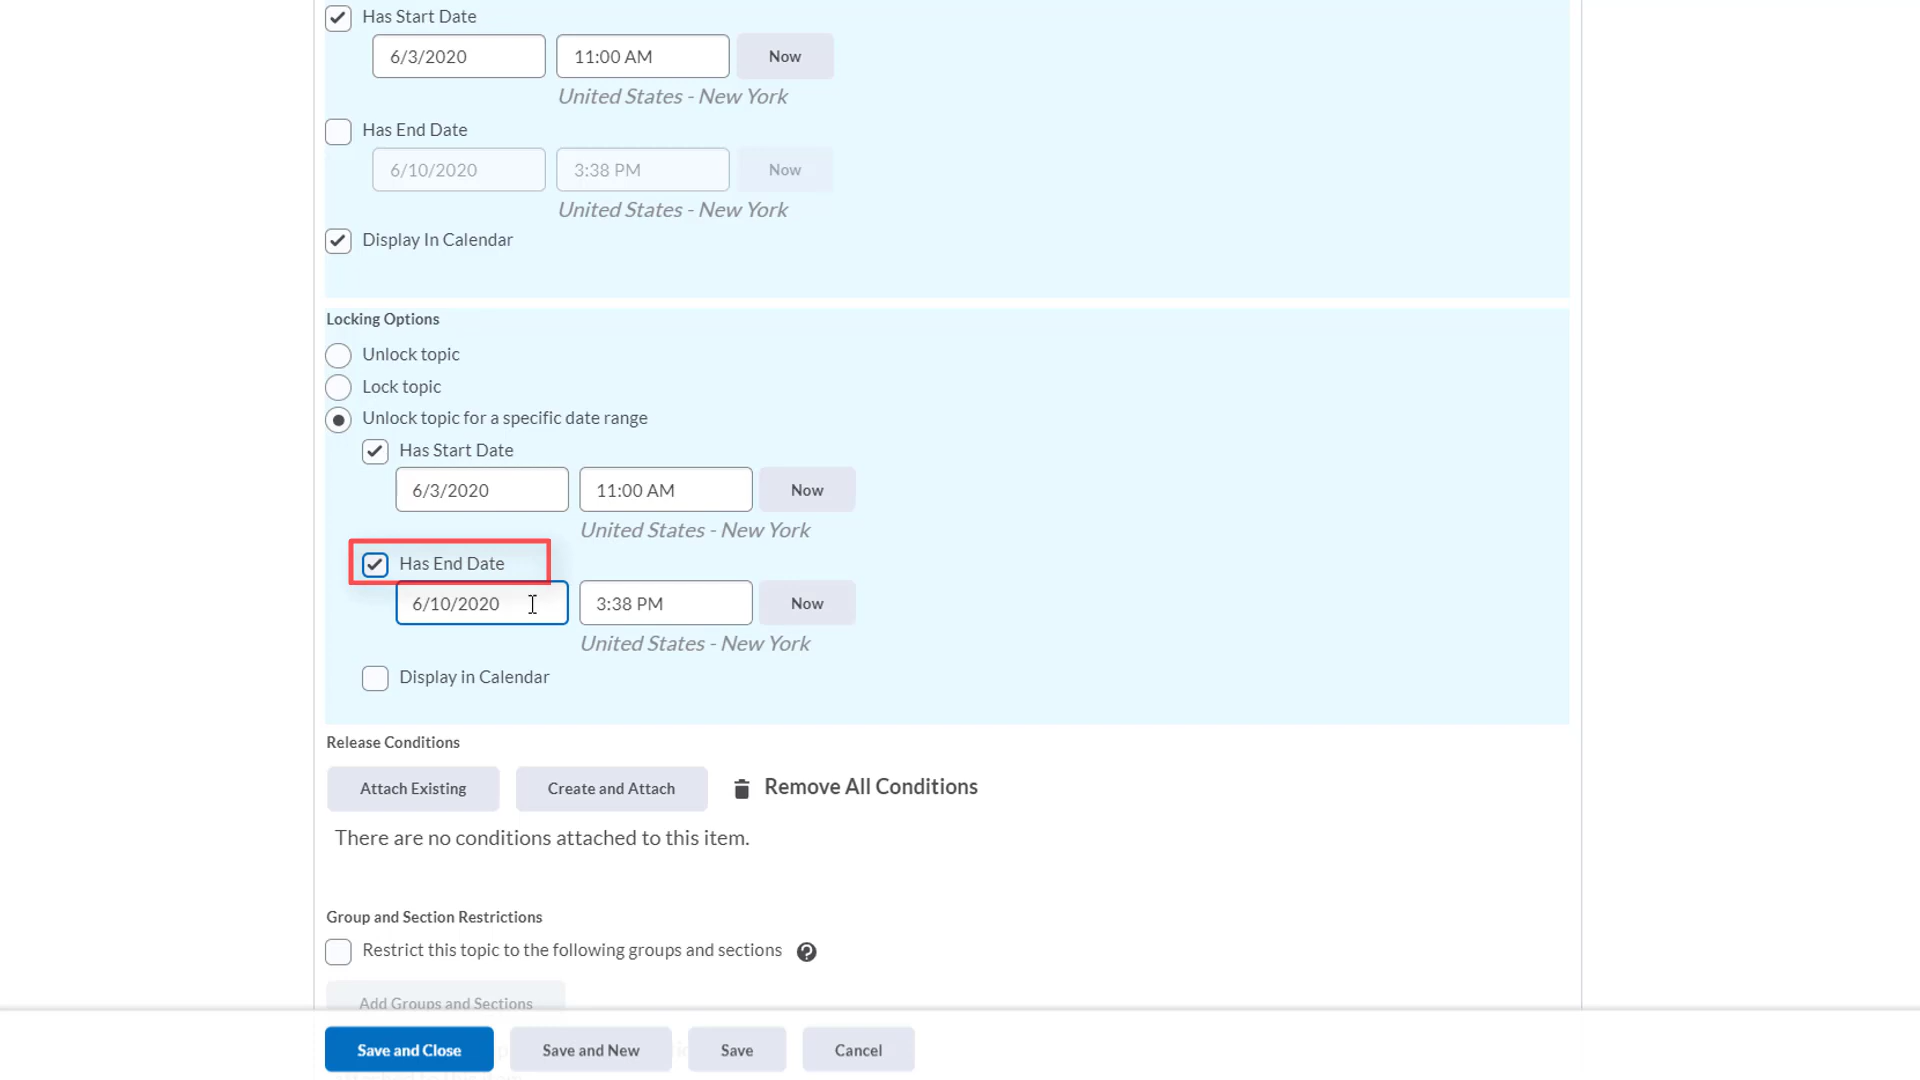 Has Start Date
6/3/2020 11:00 AM Now
United States - New York
Has End Date
6/10/2020 3:38 PM Now
United States - New York
Display In Calendar
Locking Options
Unlock topic
Lock topic
Unlock topic for a specific date range
Has Start Date
6/3/2020 11:00 AM Now
United States - New York
Has End Date
6/10/2020 3:38 PM Now
United States - New York
Display in Calendar
Release Conditions
Attach Existing Create and Attach Remove All Conditions
There are no conditions attached to this item.
Group and Section Restrictions
Restrict this topic to the following groups and sections
Add Groups and Sections
Save and Close Save and New Save Cancel